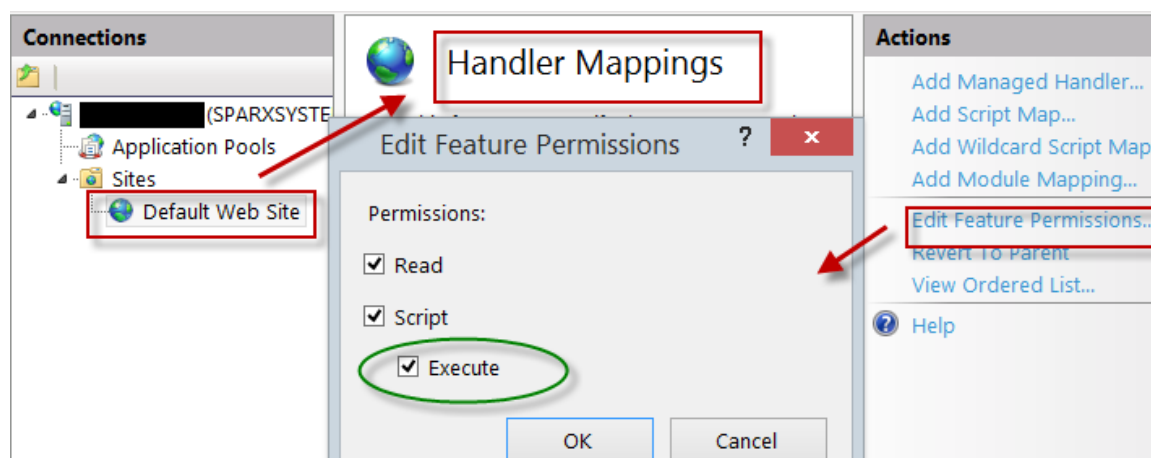 Connections
(SPARXSYSTE
Application Pools
Sites
Default Web Site
Handler Mappings
Edit Feature Permissions ? x
Permissions:
Read
Script
Execute
OK Cancel
Actions
Add Managed Handler...
Add Script Map...
Add Wildcard Script Map
Add Module Mapping...
Edit Feature Permissions...
Revert To Parent
View Ordered List...
Help